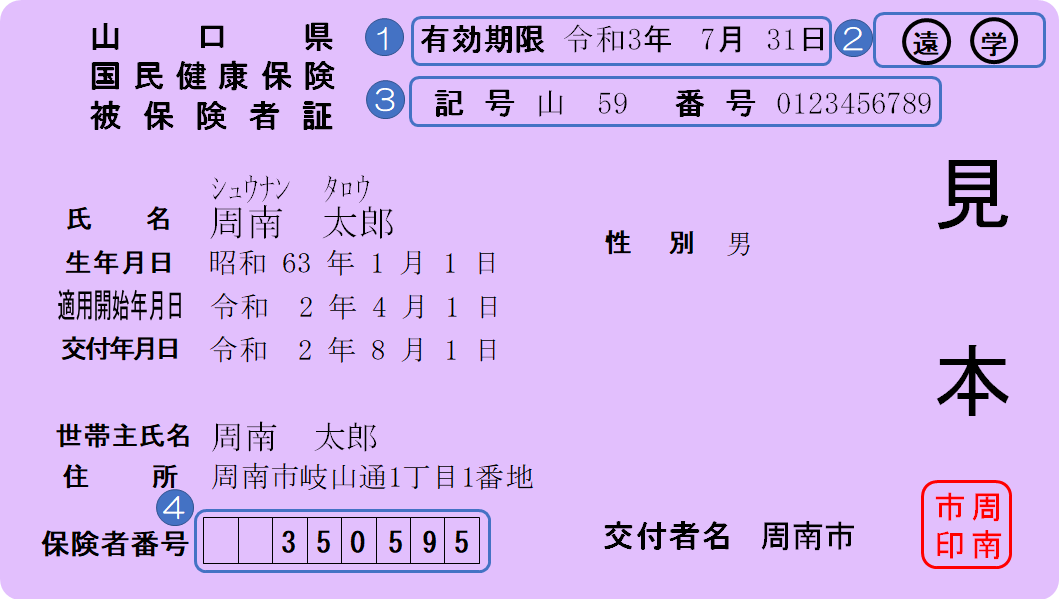 山口県
国民健康保険
被保険者証
① 有効期限 令和3年 7月 31日 ② 遠 学
③ 記号 山 59 番号 0123456789
見本
シュウナン タロウ
氏名 周南 太郎
性別 男
生年月日 昭和 63 年 1 月 1 日
適用開始年月日 令和 2 年 4 月 1 日
交付年月日 令和 2 年 8 月 1 日
世帯主氏名 周南 太郎
住所 周南市岐山通1丁目1番地
④
保険者番号 350595
交付者名 周南市
周南
市印